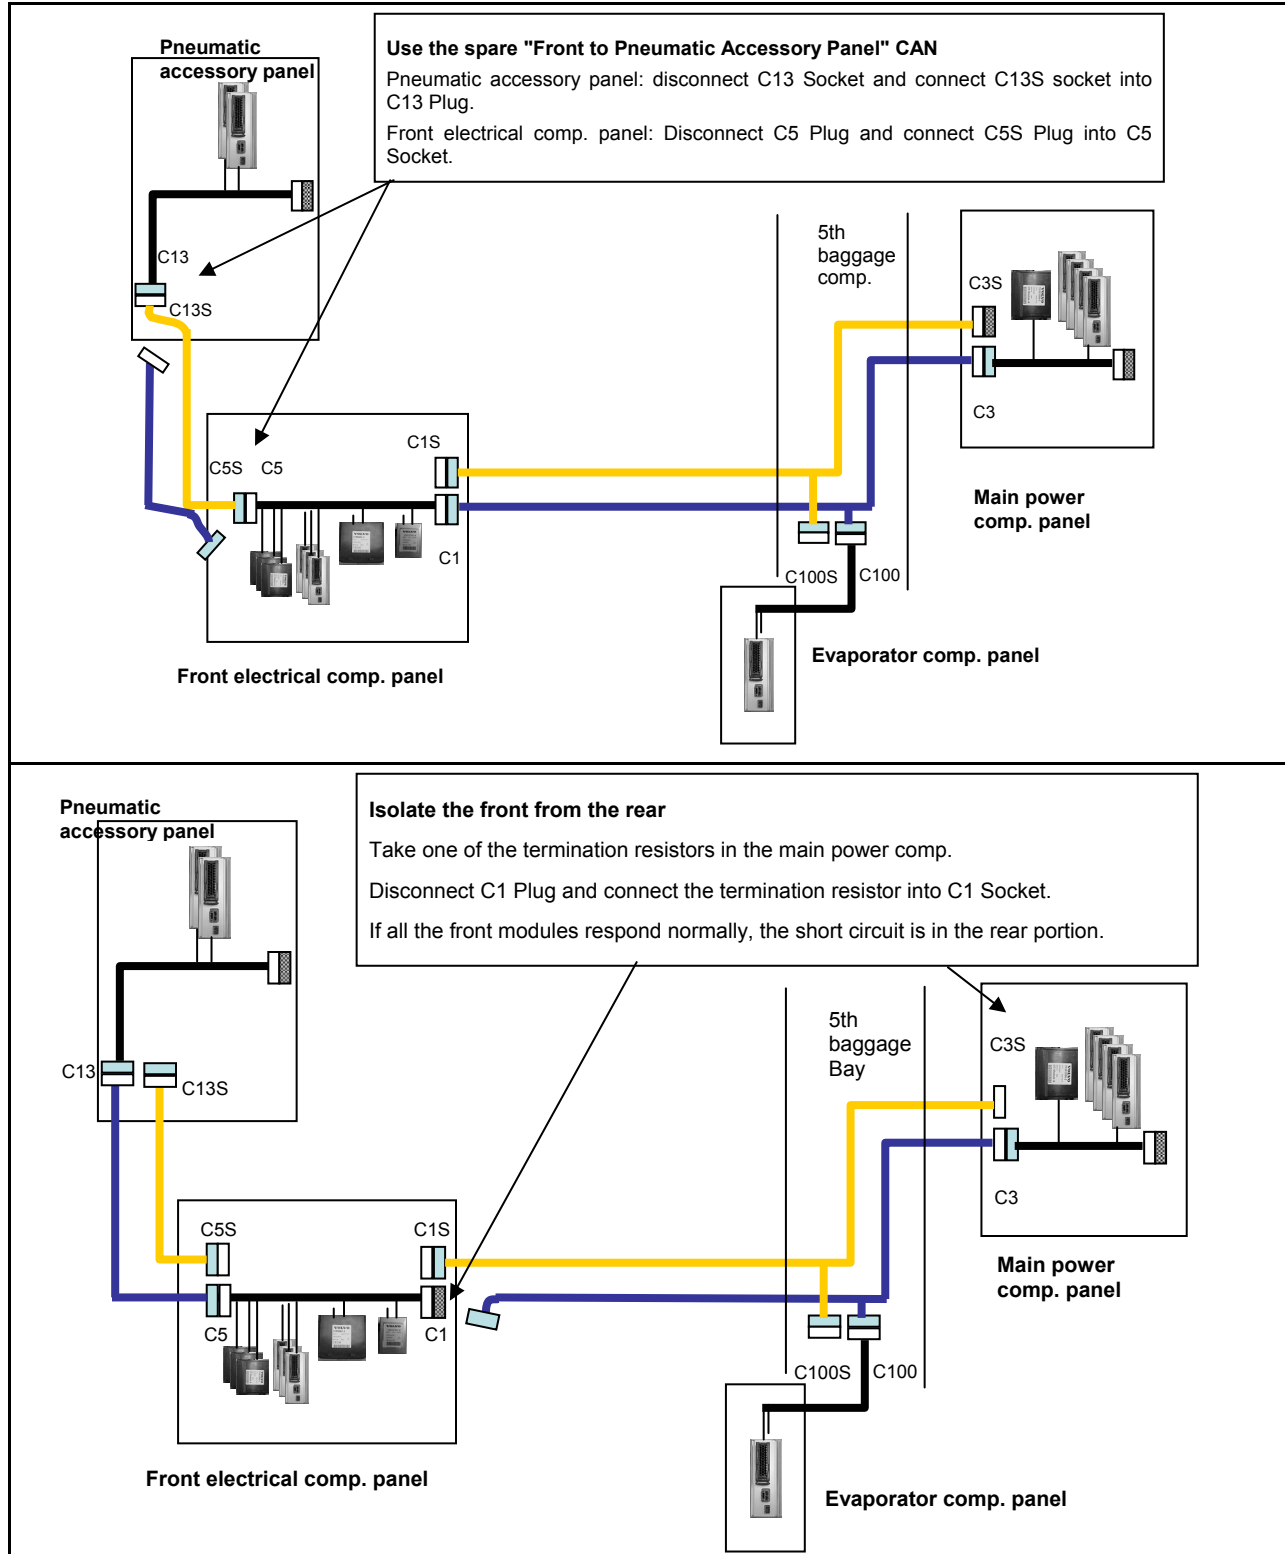 Pneumatic
accessory panel
Use the spare "Front to Pneumatic Accessory Panel" CAN
Pneumatic accessory panel: disconnect C13 Socket and connect C13S socket into
C13 Plug.
Front electrical comp. panel: Disconnect C5 Plug and connect C5S Plug into C5
Socket.
5th
baggage
comp.
C13
C3S
C13S
C3
C1S
C5S C5
Main power
comp. panel
C1
C100S C100
Evaporator comp. panel
Front electrical comp. panel
Pneumatic
accessory panel
Isolate the front from the rear
Take one of the termination resistors in the main power comp.
Disconnect C1 Plug and connect the termination resistor into C1 Socket.
If all the front modules respond normally, the short circuit is in the rear portion.
5th
baggage
Bay
C3S
C13
C13S
C3
C5S
C1S
Main power
comp. panel
C5
C1
C100S C100
Front electrical comp. panel
Evaporator comp. panel